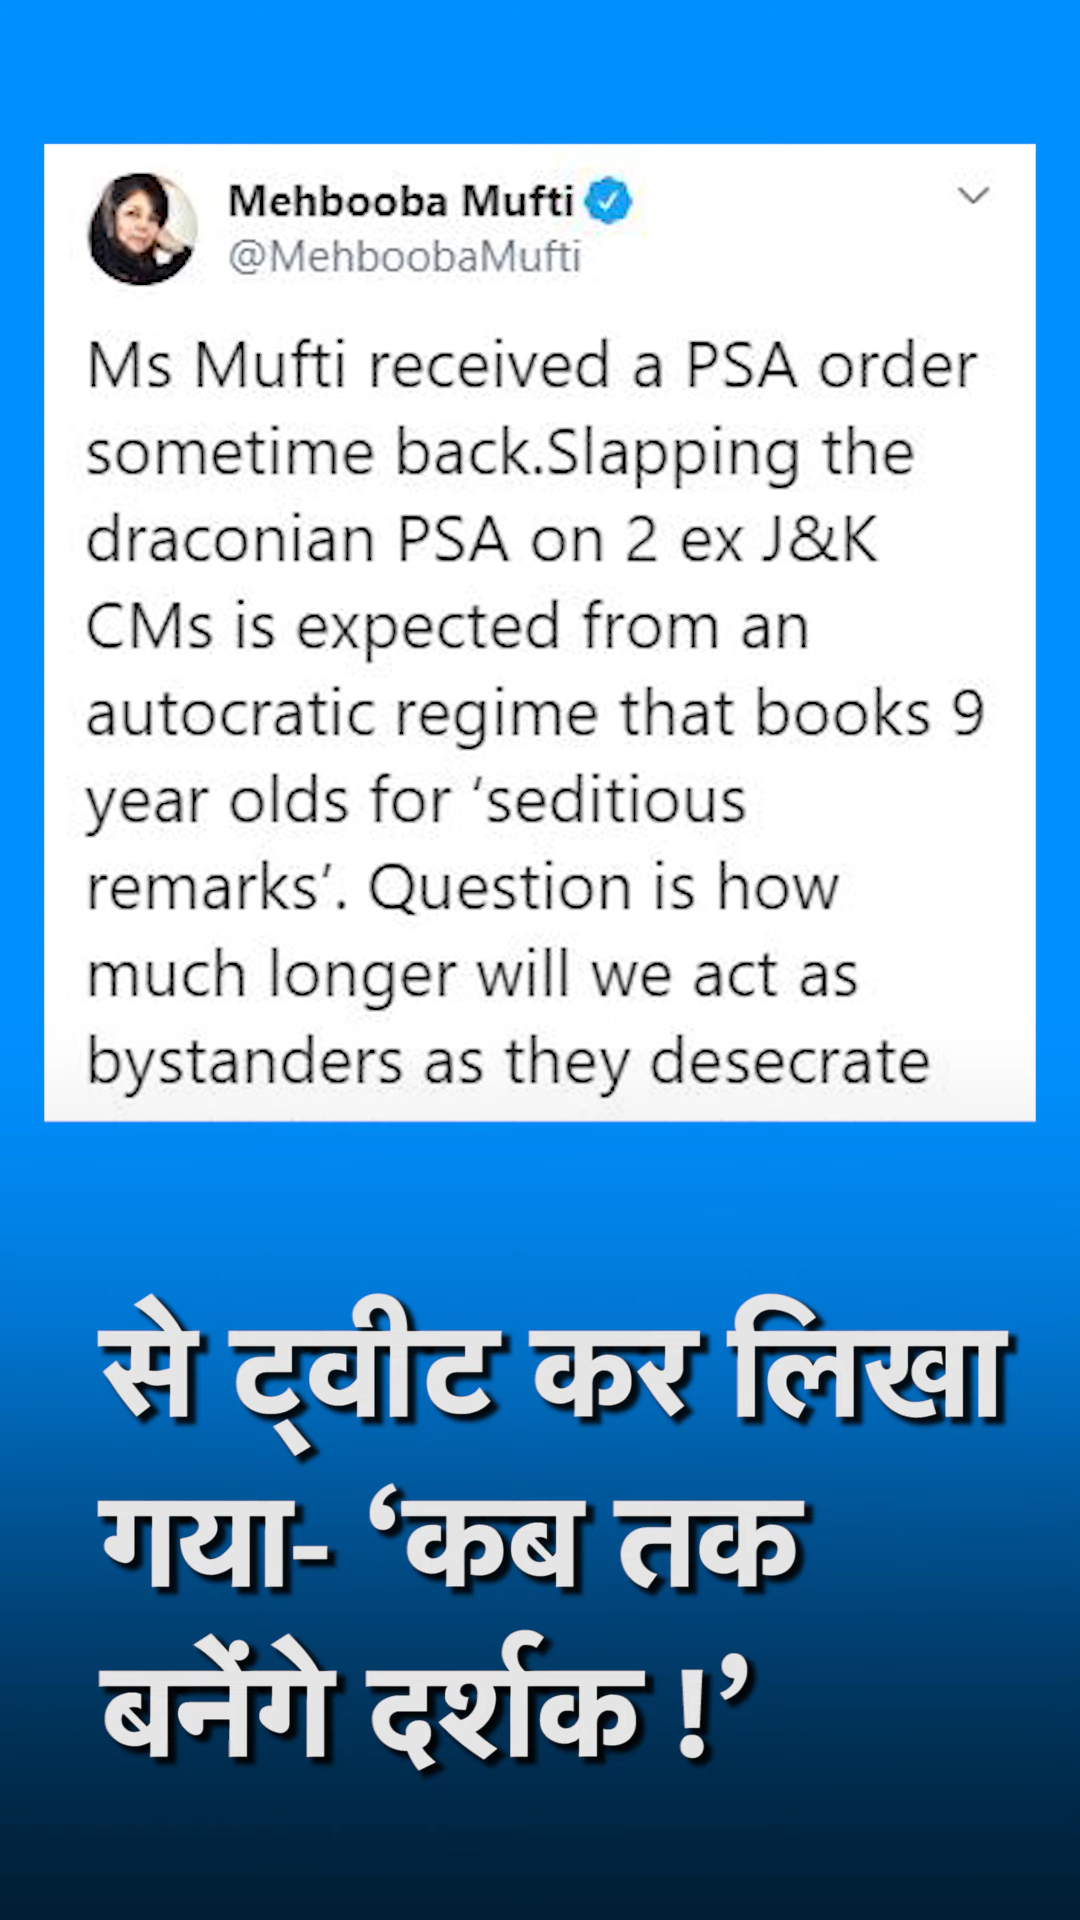 Mehbooba Mufti
@MehboobaMufti
Ms Mufti received a PSA order
sometime back.Slapping the
draconian PSA on 2 ex J&K
CMs is expected from an
autocratic regime that books 9
year olds for ‘seditious
remarks’. Question is how
much longer will we act as
bystanders as they desecrate
से ट्वीट कर लिखा
गया- ‘कब तक
बनेंगे दर्शक !’